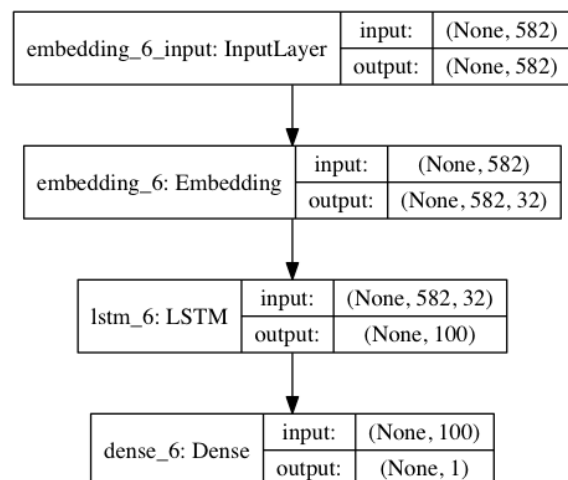 embedding_6_input: InputLayer
input: (None, 582)
output: (None, 582)
embedding_6: Embedding
input: (None, 582)
output: (None, 582, 32)
lstm_6: LSTM
input: (None, 582, 32)
output: (None, 100)
dense_6: Dense
input: (None, 100)
output: (None, 1)